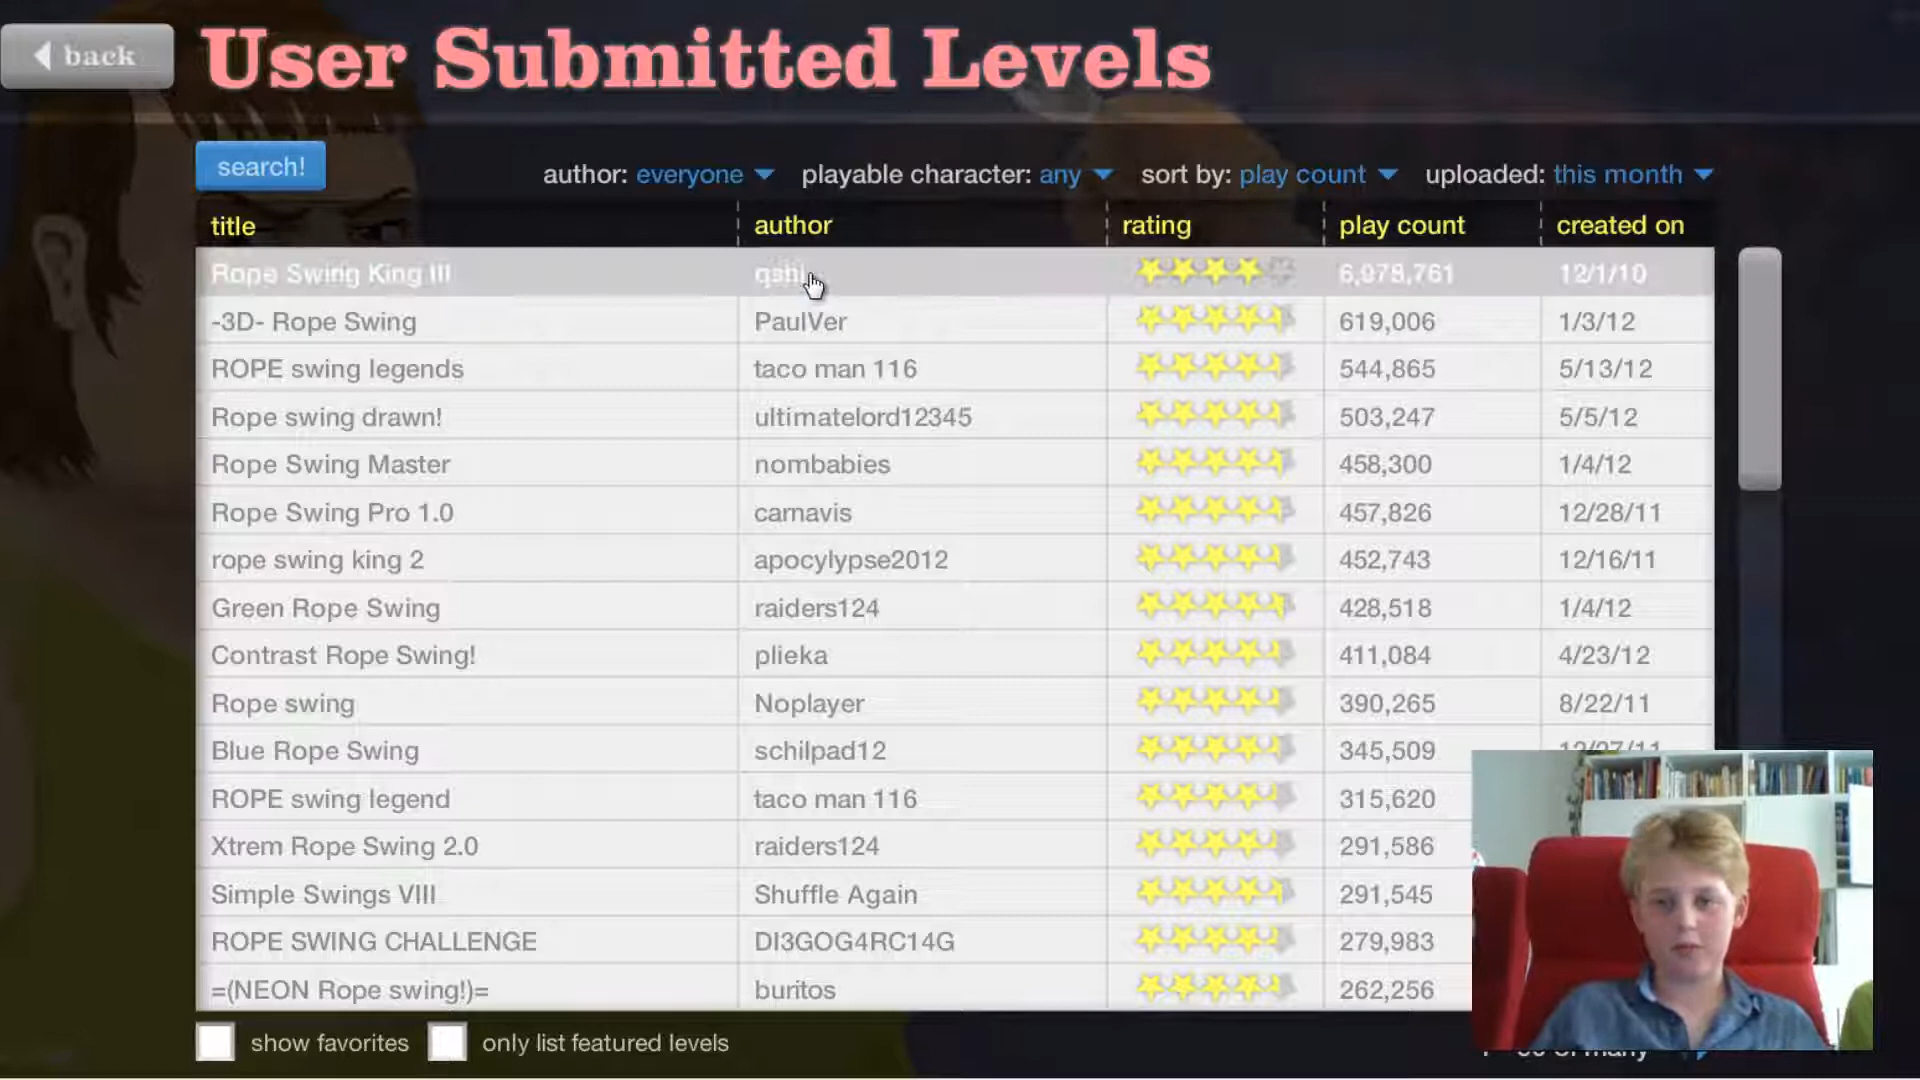 back
User Submitted Levels
search!
author: everyone playable character: any sort by: play count uploaded: this month
title author rating play count created on
Rope Swing King III 6,978,761 12/1/10
-3D- Rope Swing PaulVer 619,006 1/3/12
ROPE swing legends taco man 116 544,865 5/13/12
Rope swing drawn! ultimatelord12345 503,247 5/5/12
Rope Swing Master nombabies 458,300 1/4/12
Rope Swing Pro 1.0 carnavis 457,826 12/28/11
rope swing king 2 apocylypse2012 452,743 12/16/11
Green Rope Swing raiders124 428,518 1/4/12
Contrast Rope Swing! plieka 411,084 4/23/12
Rope swing Noplayer 390,265 8/22/11
Blue Rope Swing schilpad12 345,509
ROPE swing legend taco man 116 315,620
Xtrem Rope Swing 2.0 raiders124 291,586
Simple Swings VIII Shuffle Again 291,545
ROPE SWING CHALLENGE DI3GOG4RC14G 279,983
=(NEON Rope swing!)= buritos 262,256
show favorites only list featured levels